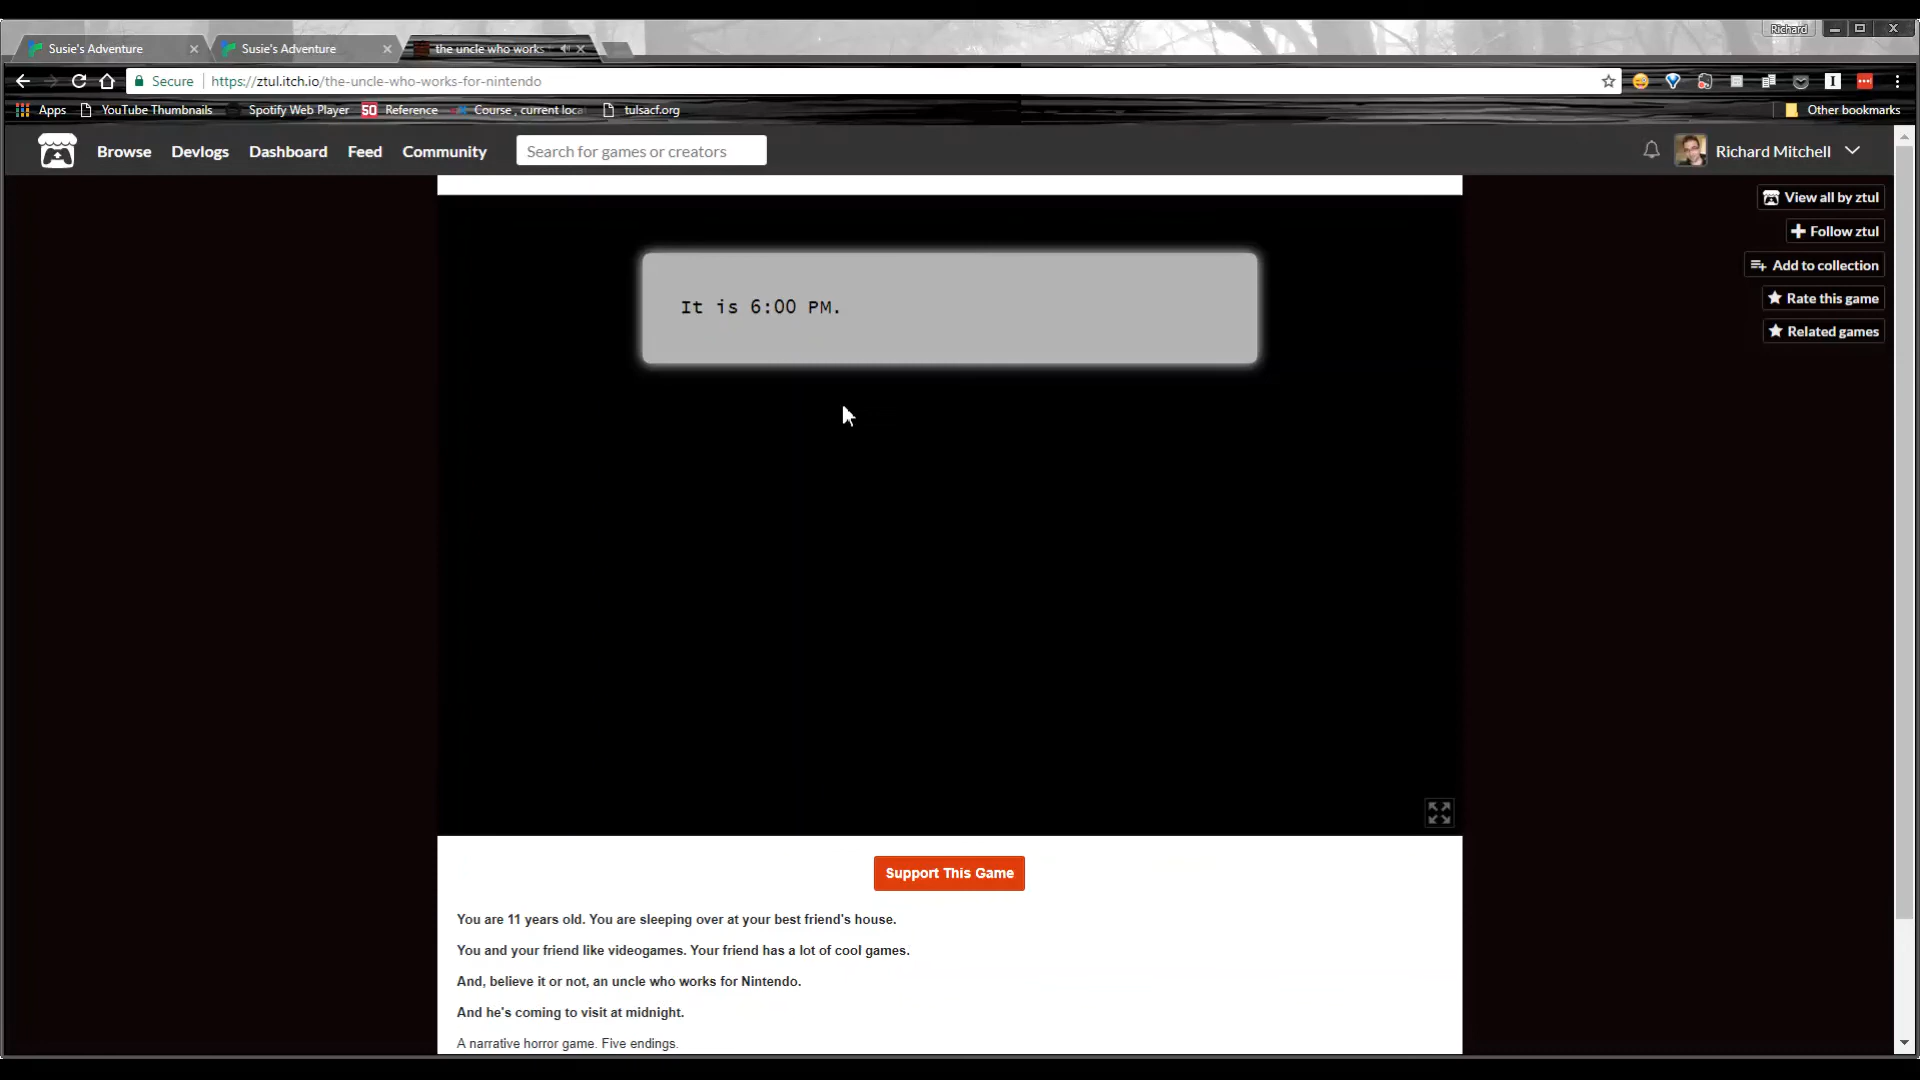 Richard
Susie's Adventure
Susie's Adventure
the uncle who works
Secure
https://ztul.itch.io/the-uncle-who-works-for-nintendo
Apps
YouTube Thumbnails
Spotify Web Player
50
Reference
Course , current loca
tulsacf.org
Other bookmarks
Browse
Devlogs
Dashboard
Feed
Community
Search for games or creators
Richard Mitchell
View all by ztul
Follow ztul
Add to collection
Rate this game
Related games
It is 6:00 PM.
Support This Game
You are 11 years old. You are sleeping over at your best friend's house.
You and your friend like videogames. Your friend has a lot of cool games.
And, believe it or not, an uncle who works for Nintendo.
And he's coming to visit at midnight.
A narrative horror game. Five endings.